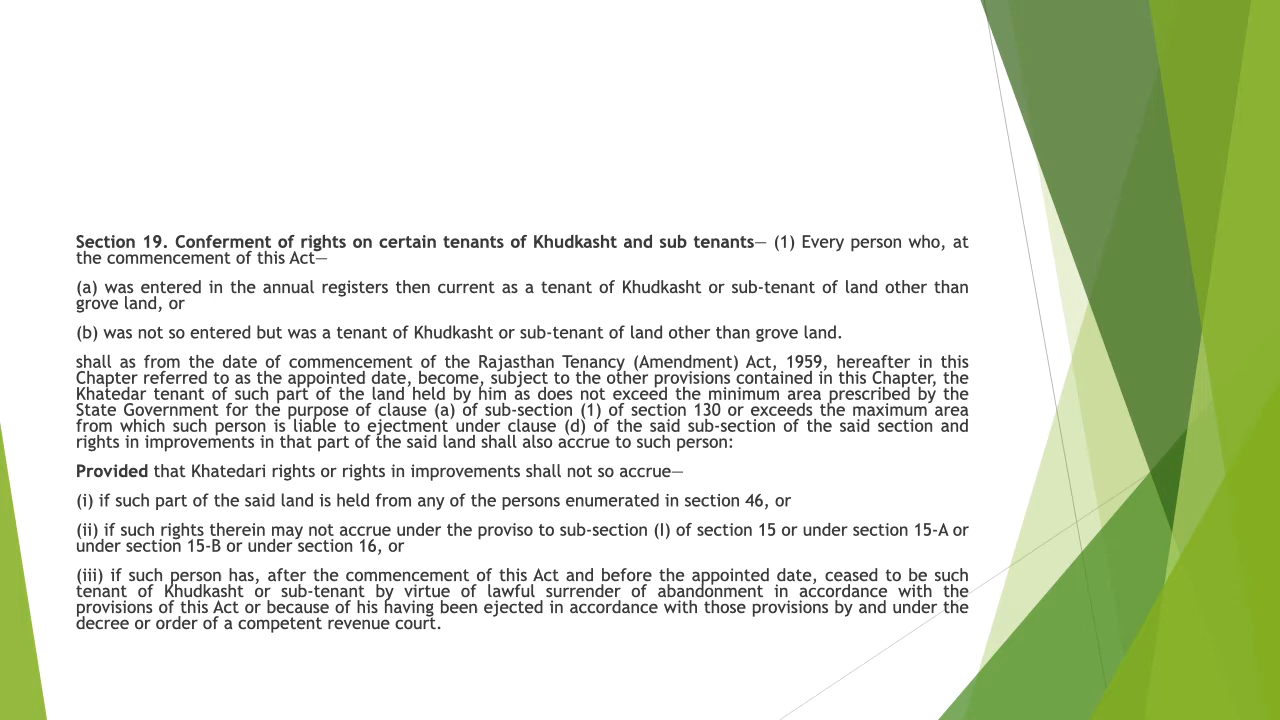 Section 19. Conferment of rights on certain tenants of Khudkasht and sub tenants— (1) Every person who, at
the commencement of this Act—
(a) was entered in the annual registers then current as a tenant of Khudkasht or sub-tenant of land other than
grove land, or
(b) was not so entered but was a tenant of Khudkasht or sub-tenant of land other than grove land.
shall as from the date of commencement of the Rajasthan Tenancy (Amendment) Act, 1959, hereafter in this
Chapter referred to as the appointed date, become, subject to the other provisions contained in this Chapter, the
Khatedar tenant of such part of the land held by him as does not exceed the minimum area prescribed by the
State Government for the purpose of clause (a) of sub-section (1) of section 130 or exceeds the maximum area
from which such person is liable to ejectment under clause (d) of the said sub-section of the said section and
rights in improvements in that part of the said land shall also accrue to such person:
Provided that Khatedari rights or rights in improvements shall not so accrue—
(i) if such part of the said land is held from any of the persons enumerated in section 46, or
(ii) if such rights therein may not accrue under the proviso to sub-section (I) of section 15 or under section 15-A or
under section 15-B or under section 16, or
(iii) if such person has, after the commencement of this Act and before the appointed date, ceased to be such
tenant of Khudkasht or sub-tenant by virtue of lawful surrender of abandonment in accordance with the
provisions of this Act or because of his having been ejected in accordance with those provisions by and under the
decree or order of a competent revenue court.